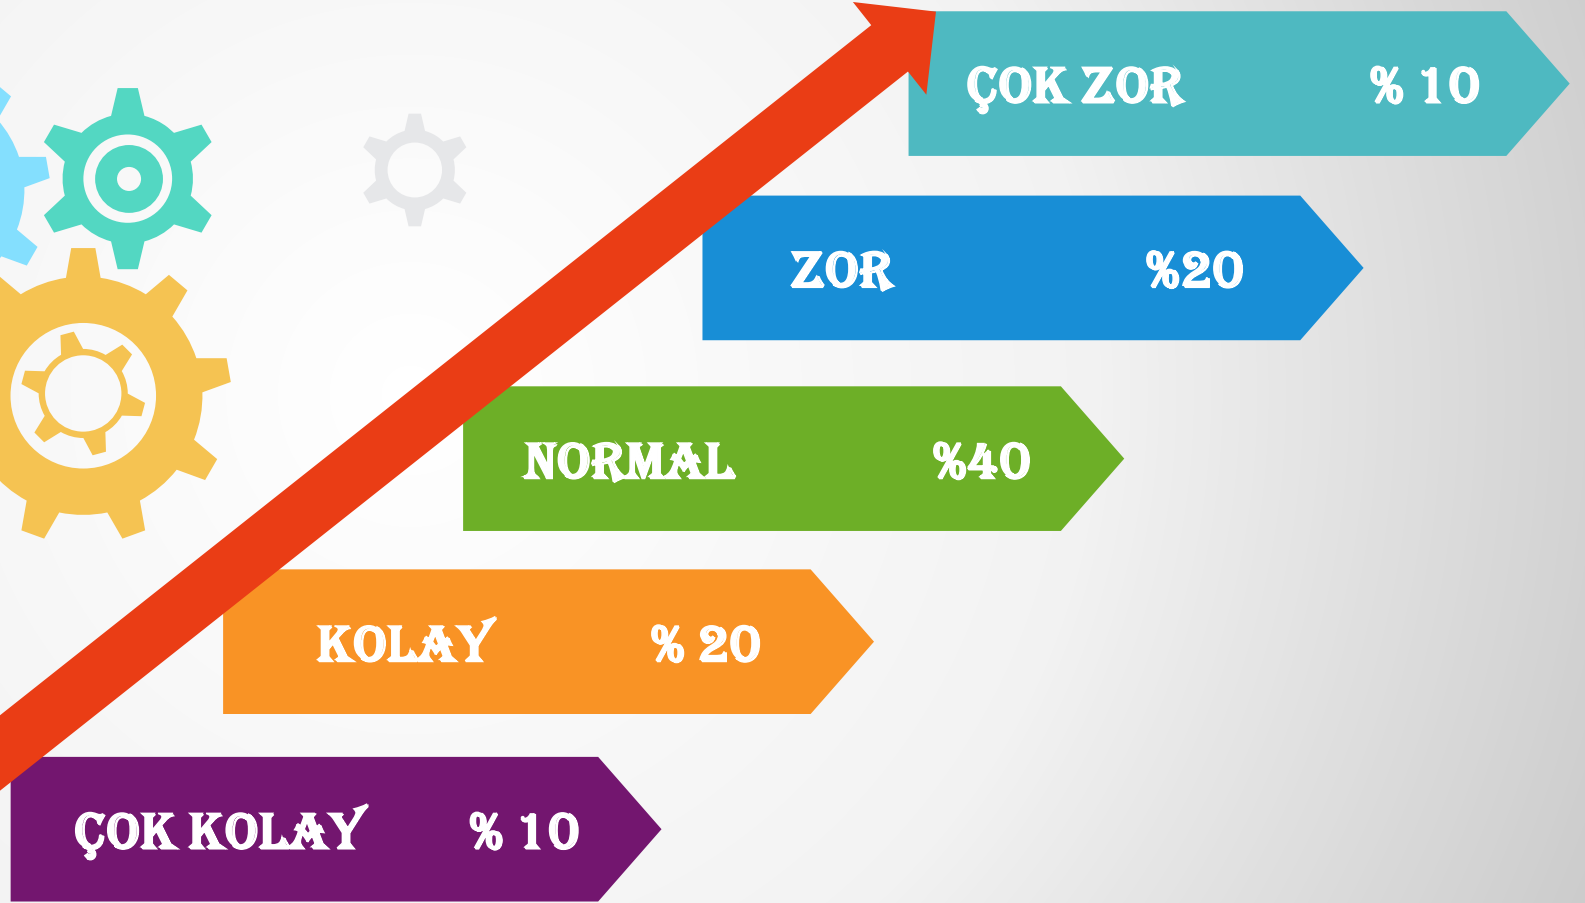 ÇOK ZOR % 10
ZOR %20
NORMAL %40
KOLAY % 20
ÇOK KOLAY % 10